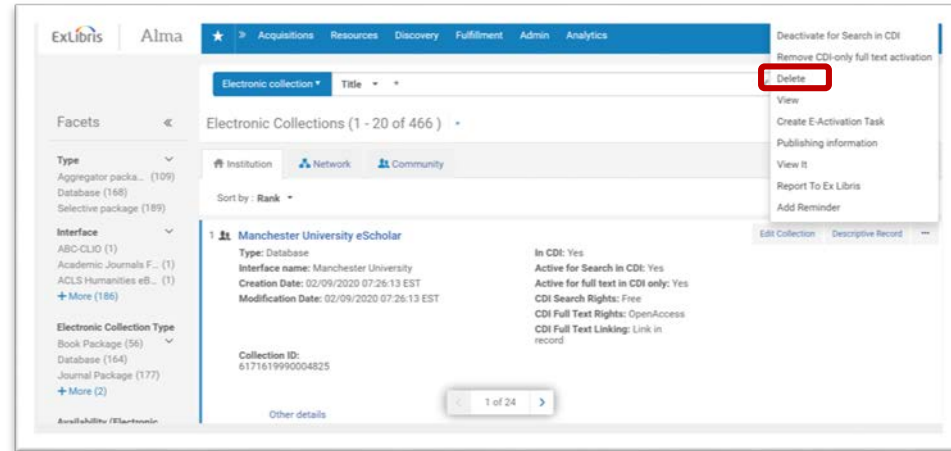 ExLibris Alma
Acquisitions Resources Discovery Fulfillment Admin Analytics
Electronic collection Title
Facets
Electronic Collections (1 - 20 of 466 )
Institution Network Community
Sort by : Rank
Type
Aggregator packa... (109)
Database (168)
Selective package (189)
Interface
ABC-CLIO (1)
Academic Journals F... (1)
ACLS Humanities eB... (1)
+ More (186)
Electronic Collection Type
Book Package (56)
Database (164)
Journal Package (177)
+ More (2)
Availability (Electronic
1 Manchester University eScholar
Edit Collection Descriptive Record ...
Type: Database
Interface name: Manchester University
Creation Date: 02/09/2020 07:26:13 EST
Modification Date: 02/09/2020 07:26:13 EST
In CDI: Yes
Active for Search in CDI: Yes
Active for full text in CDI only: Yes
CDI Search Rights: Free
CDI Full Text Rights: OpenAccess
CDI Full Text Linking: Link in
record
Collection ID:
6171619990004825
Other details
1 of 24
Deactivate for Search in CDI
Remove CDI-only full text activation
Delete
View
Create E-Activation Task
Publishing information
View It
Report To Ex Libris
Add Reminder